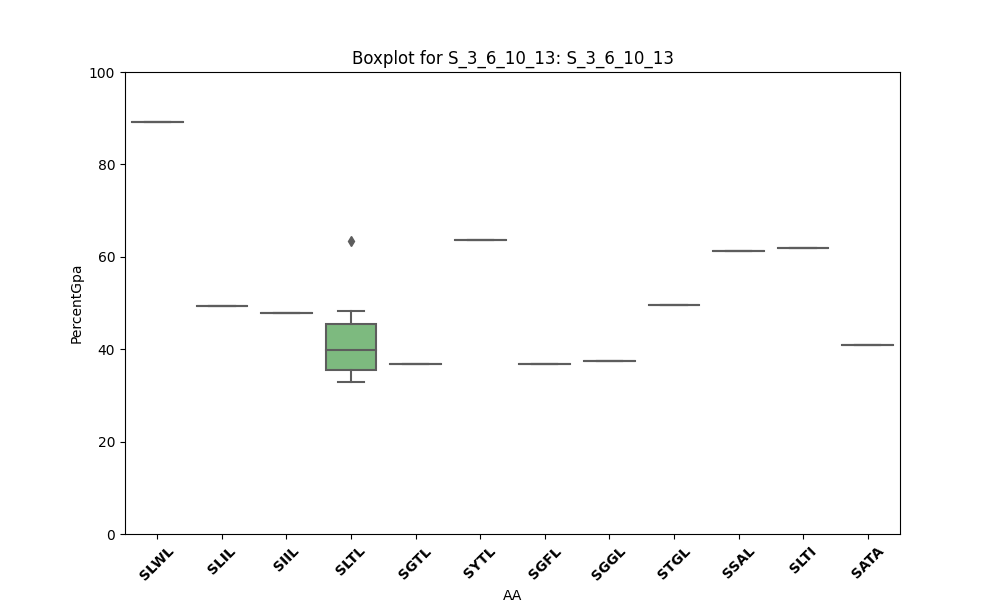 Boxplot for S_3_6_10_13: S_3_6_10_13
100
80
60
40
20
0
PercentGpa
SLWL SLIL SIIL SLTL SGTL SYTL SGFL SGGL STGL SSAL SLTI SATA
AA